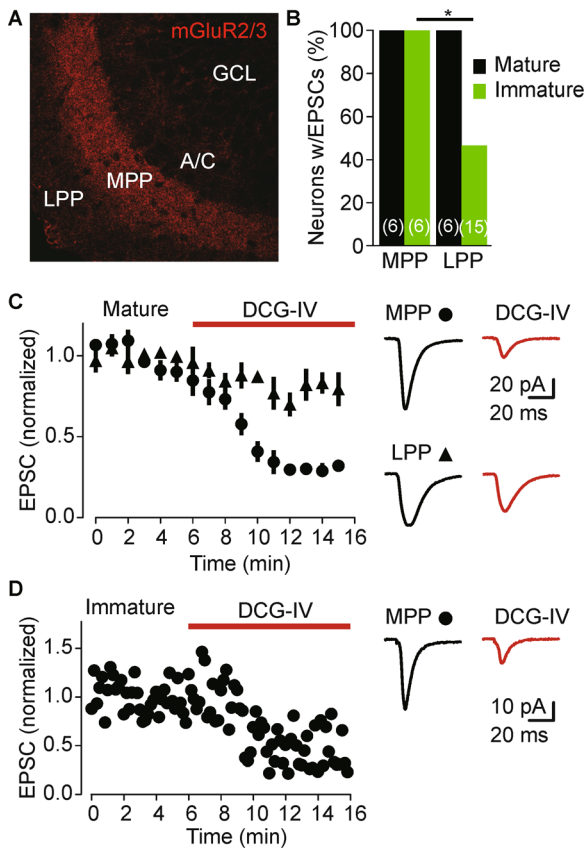 A
mGluR2/3
GCL
A/C
MPP
LPP
B
*
Neurons w/EPSCs (%)
100
80
60
40
20
0
Mature
Immature
(6) (6) (6) (15)
MPP LPP
C
Mature DCG-IV
EPSC (normalized)
1.0
0.5
0.0
0 2 4 6 8 10 12 14 16
Time (min)
MPP ● DCG-IV
20 pA
20 ms
LPP ▲
D
Immature DCG-IV
EPSC (normalized)
1.5
1.0
0.5
0.0
0 2 4 6 8 10 12 14 16
Time (min)
MPP ● DCG-IV
10 pA
20 ms